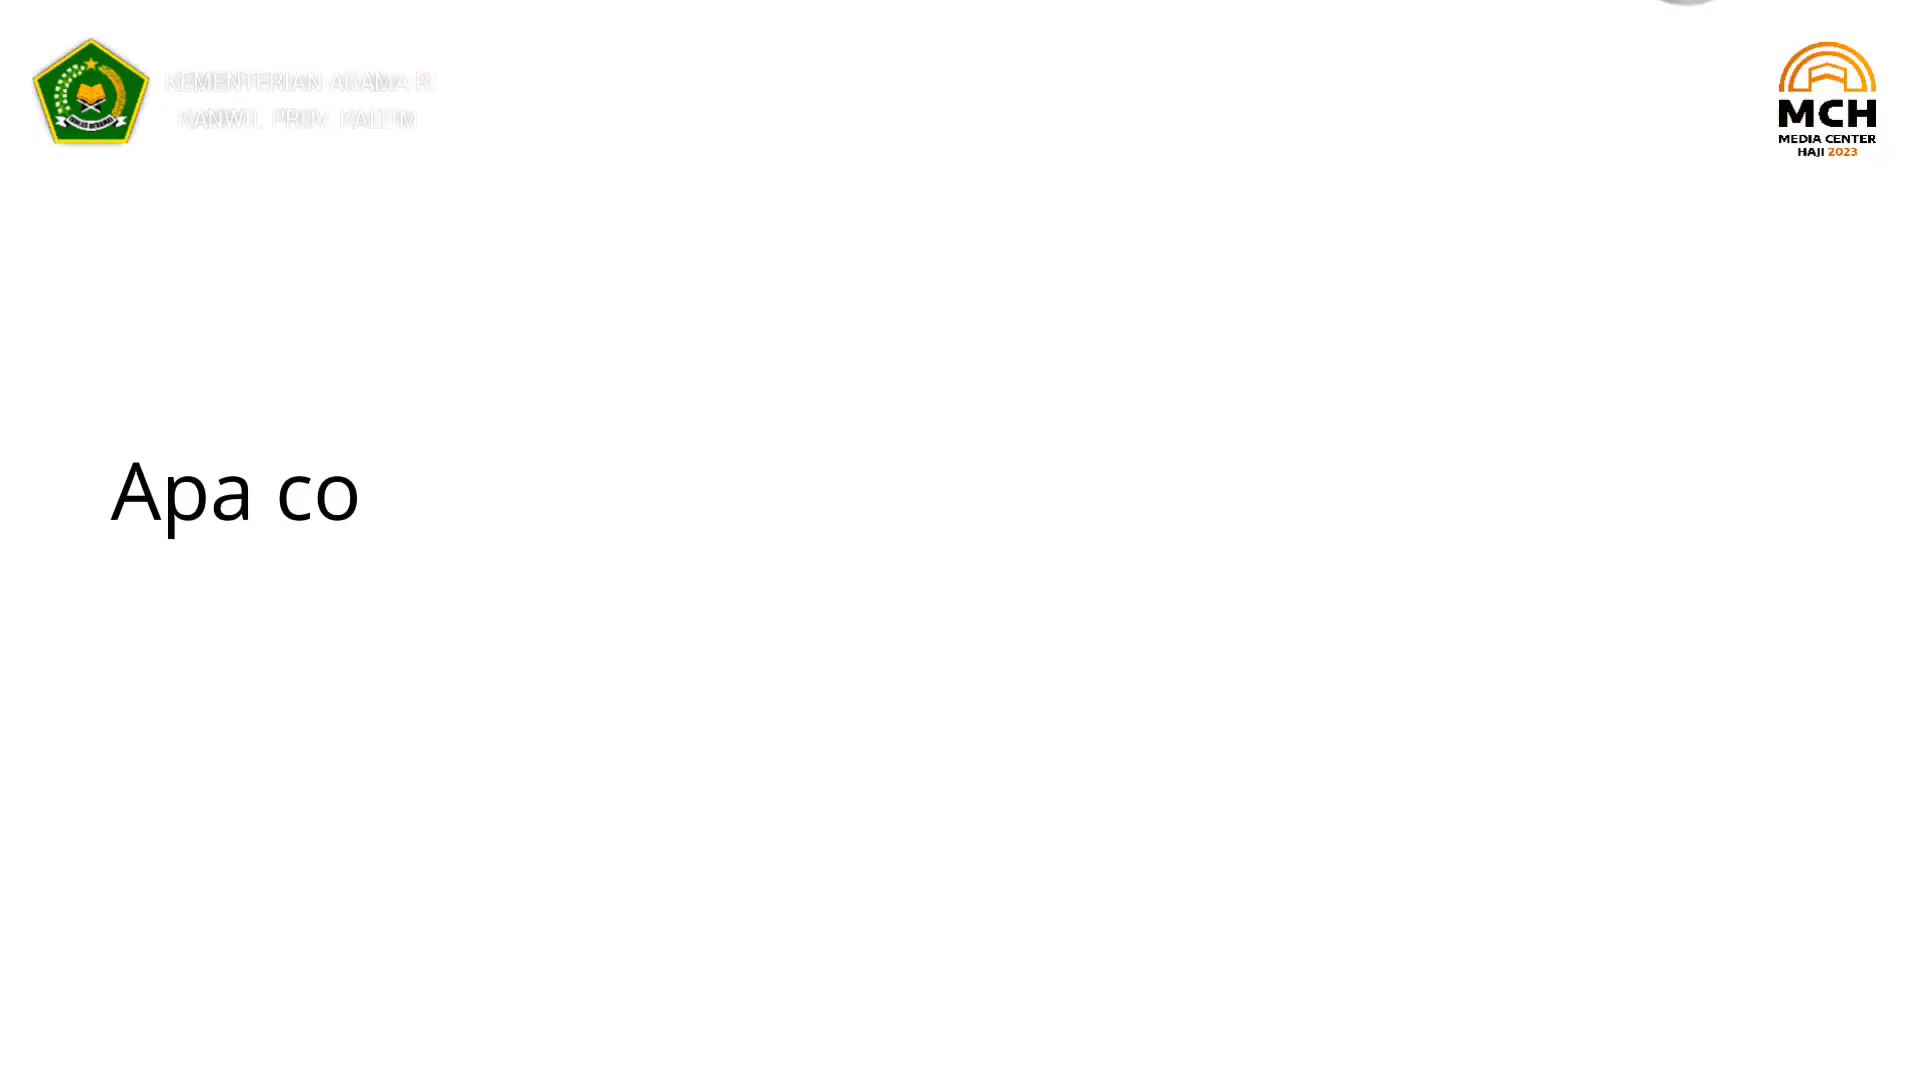 KEMENTERIAN AGAMA RI
KANWIL PROV. KALTIM
MCH
MEDIA CENTER
HAJI 2023
Apa co